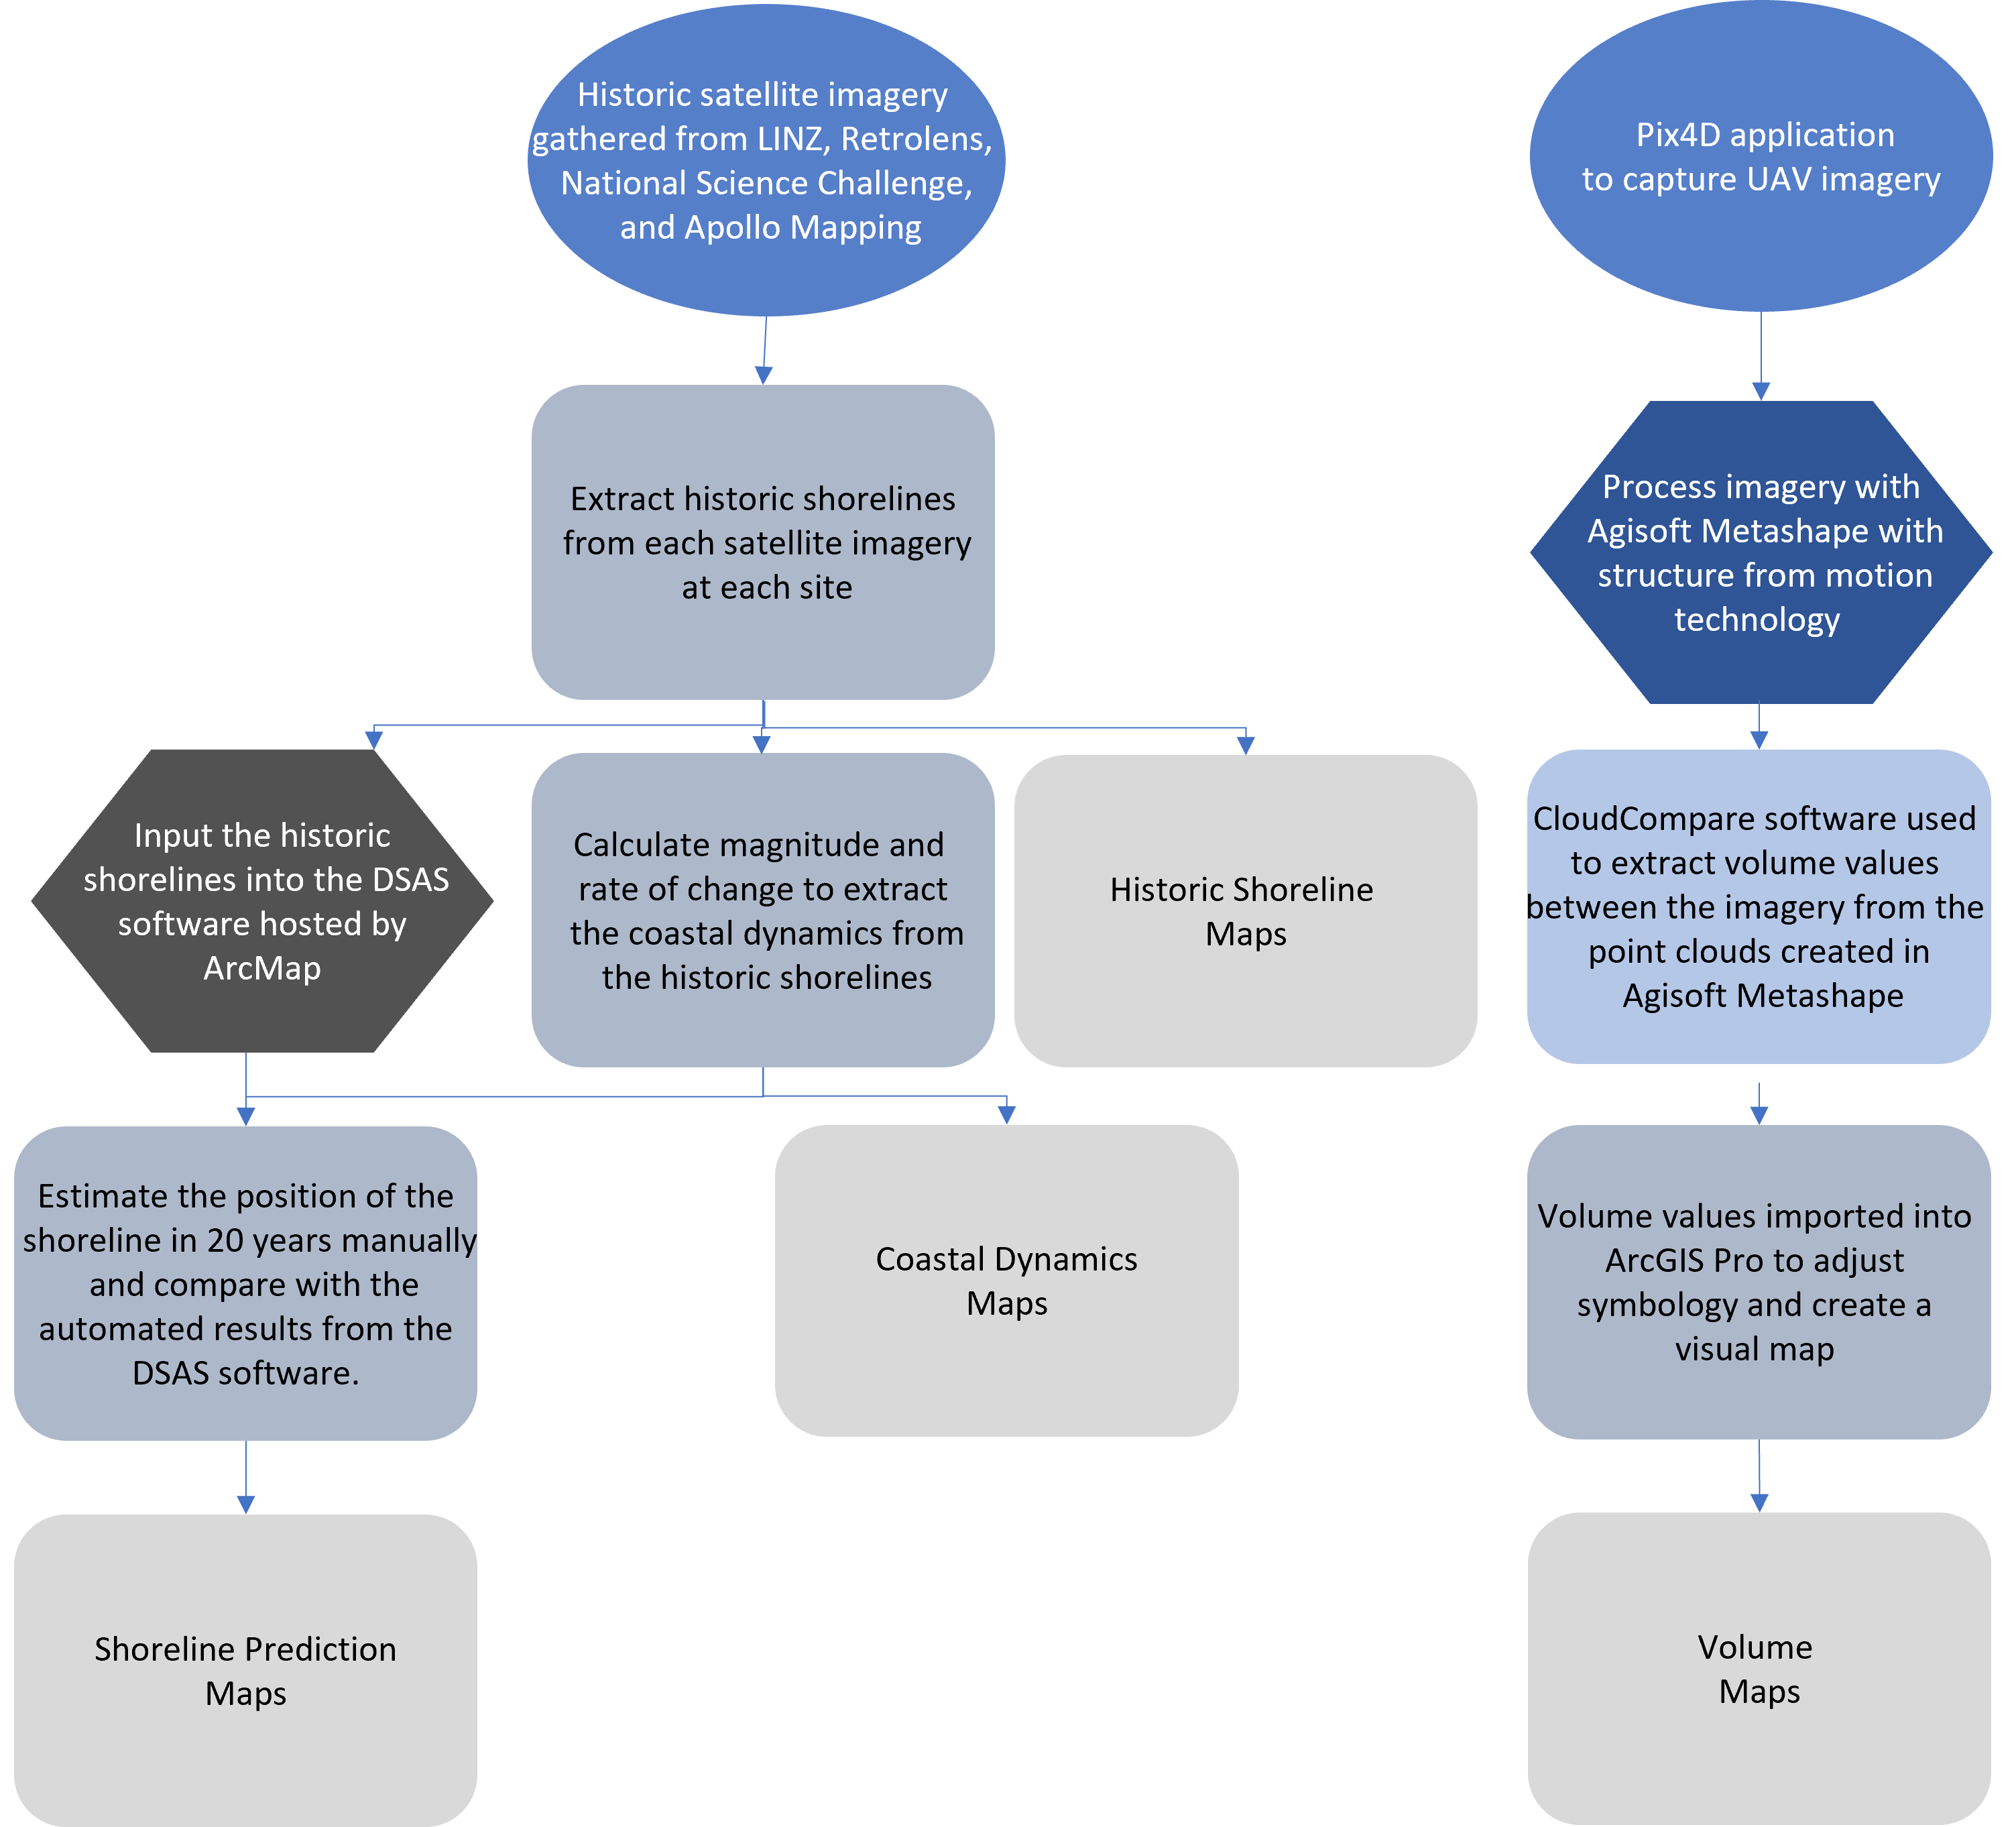 Historic satellite imagery
gathered from LINZ, Retrolens,
National Science Challenge,
and Apollo Mapping
Pix4D application
to capture UAV imagery
Extract historic shorelines
from each satellite imagery
at each site
Process imagery with
Agisoft Metashape with
structure from motion
technology
Input the historic
shorelines into the DSAS
software hosted by
ArcMap
Calculate magnitude and
rate of change to extract
the coastal dynamics from
the historic shorelines
Historic Shoreline
Maps
CloudCompare software used
to extract volume values
between the imagery from the
point clouds created in
Agisoft Metashape
Estimate the position of the
shoreline in 20 years manually
and compare with the
automated results from the
DSAS software.
Coastal Dynamics
Maps
Volume values imported into
ArcGIS Pro to adjust
symbology and create a
visual map
Shoreline Prediction
Maps
Volume
Maps